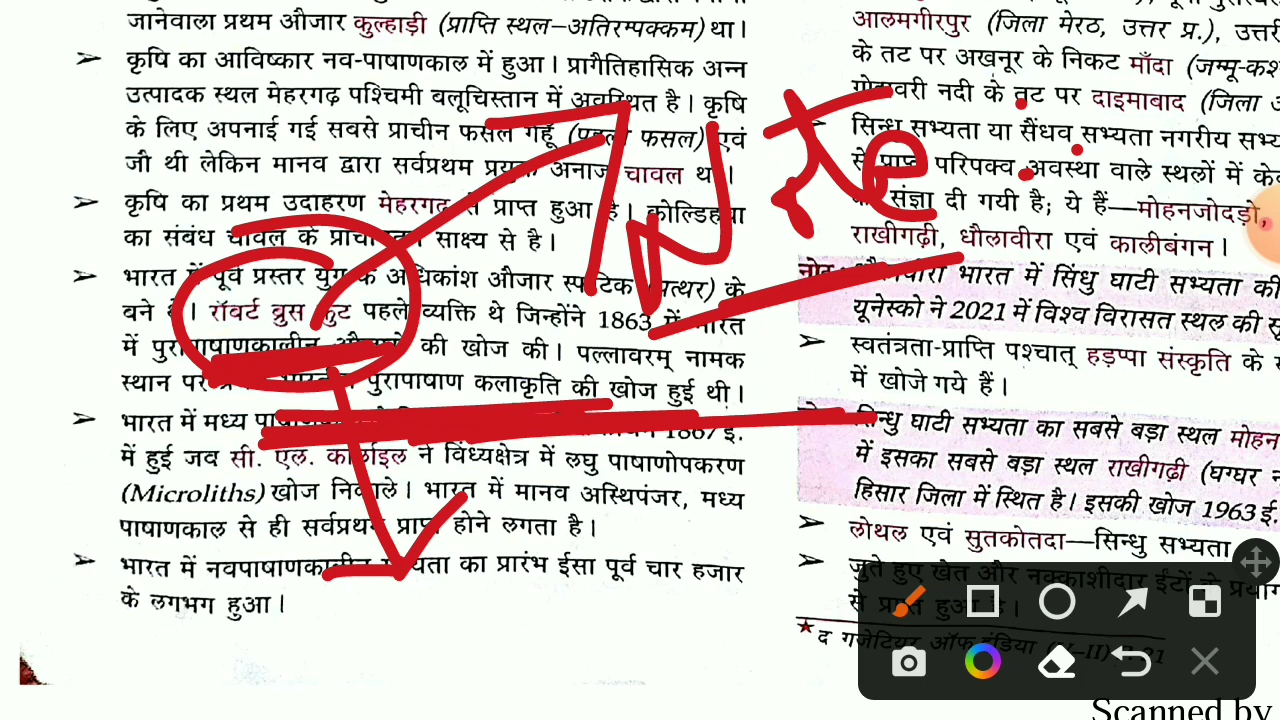 जानेवाला प्रथम औजार कुल्हाड़ी (प्राप्ति स्थल–अतिरम्पक्कम) था।
➢ कृषि का आविष्कार नव-पाषाणकाल में हुआ। प्रागैतिहासिक अन्न
उत्पादक स्थल मेहरगढ़ पश्चिमी बलूचिस्तान में अवस्थित है। कृषि
के लिए अपनाई गई सबसे प्राचीन फसल गेहूँ (पहली फसल) एवं
जौ थी लेकिन मानव द्वारा सर्वप्रथम प्रयुक्त अनाज चावल था।
➢ कृषि का प्रथम उदाहरण मेहरगढ़ से प्राप्त हुआ है। कोल्डिहवा
का संबंध चावल के प्राचीनतम साक्ष्य से है।
➢ भारत में पूर्व प्रस्तर युग के अधिकांश औजार स्फटिक (पत्थर) के
बने थे। रॉबर्ट ब्रुस फुट पहले व्यक्ति थे जिन्होंने 1863 में भारत
में पुरापाषाणकालीन औजारों की खोज की। पल्लावरम् नामक
स्थान पर पुरापाषाण कलाकृति की खोज हुई थी।
➢ भारत में मध्य 1867 ई.
में हुई जव सी. एल. कार्लाइल ने विंध्यक्षेत्र में लघु पाषाणोपकरण
(Microliths) खोज निकाले। भारत में मानव अस्थिपंजर, मध्य
पाषाणकाल से ही सर्वप्रथम प्राप्त होने लगता है।
➢ भारत में नवपाषाणकालीन सभ्यता का प्रारंभ ईसा पूर्व चार हजार
के लगभग हुआ।
Note
आलमगीरपुर (जिला मेरठ, उत्तर प्र.), उत्तरी
के तट पर अखनूर के निकट माँदा (जम्मू-कश
गोदावरी नदी के तट पर दाइमाबाद (जिला
➢ सिन्धु सभ्यता या सैंधव सभ्यता नगरीय सभ्य
से प्राप्त परिपक्व अवस्था वाले स्थलों में के
की संज्ञा दी गयी है; ये हैं—मोहनजोदड़ो,
राखीगढ़ी, धौलावीरा एवं कालीबंगन।
नोट : धौलावीरा भारत में सिंधु घाटी सभ्यता की
यूनेस्को ने 2021 में विश्व विरासत स्थल की सू
➢ स्वतंत्रता-प्राप्ति पश्चात् हड़प्पा संस्कृति के
में खोजे गये हैं।
सिन्धु घाटी सभ्यता का सबसे बड़ा स्थल मोहन
में इसका सबसे बड़ा स्थल राखीगढ़ी (घग्घर न
हिसार जिला में स्थित है। इसकी खोज 1963 ई.
➢ लोथल एवं सुतकोतदा—सिन्धु सभ्यता
➢ जुते हुए खेत और नक्काशीदार ईंटों के प्रयोग
से प्राप्त हुआ है।
★ द गजेटियर ऑफ इंडिया
Scanned by